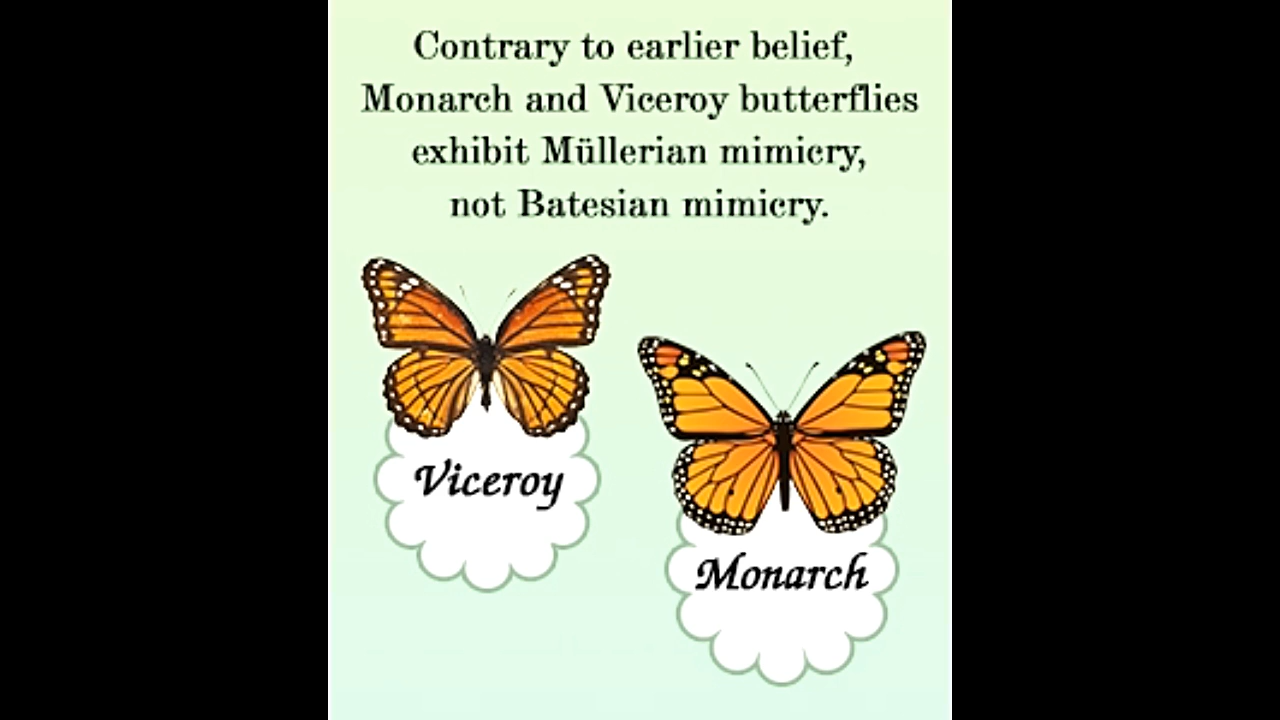 Contrary to earlier belief,
Monarch and Viceroy butterflies
exhibit Müllerian mimicry,
not Batesian mimicry.
Viceroy
Monarch